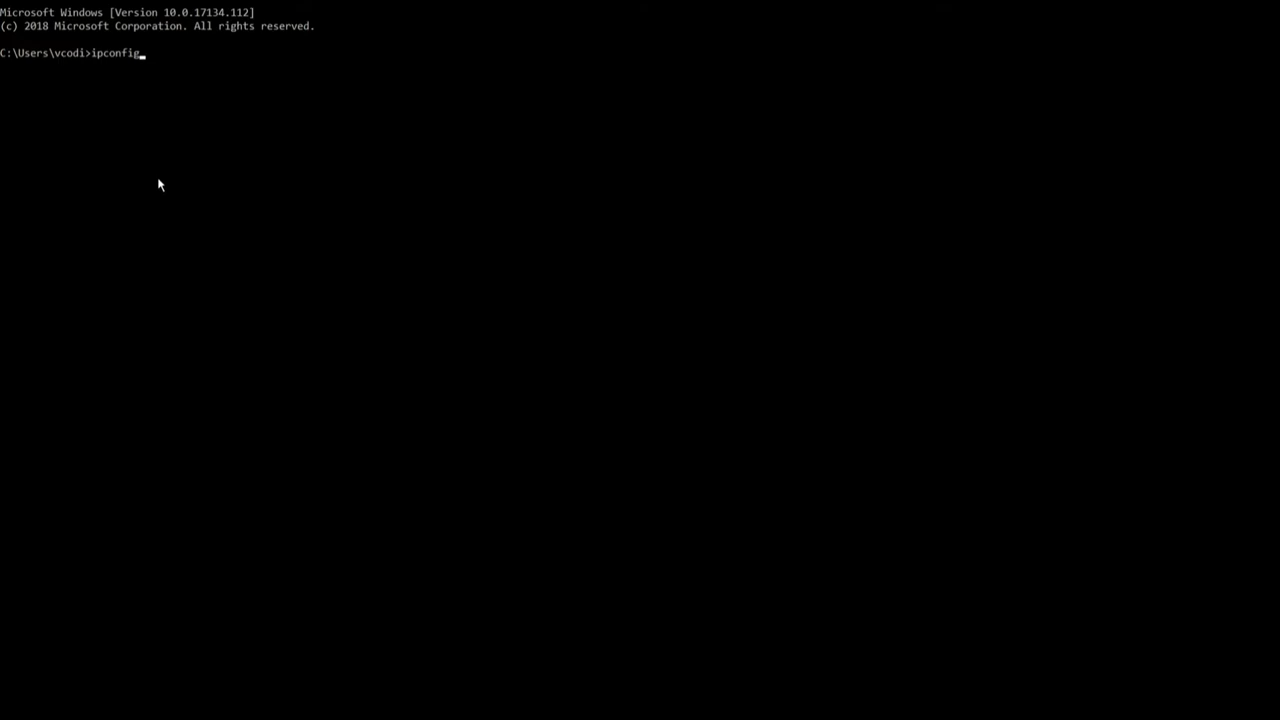 Microsoft Windows [Version 10.0.17134.112]
(c) 2018 Microsoft Corporation. All rights reserved.
C:\Users\vcodi>ipconfig